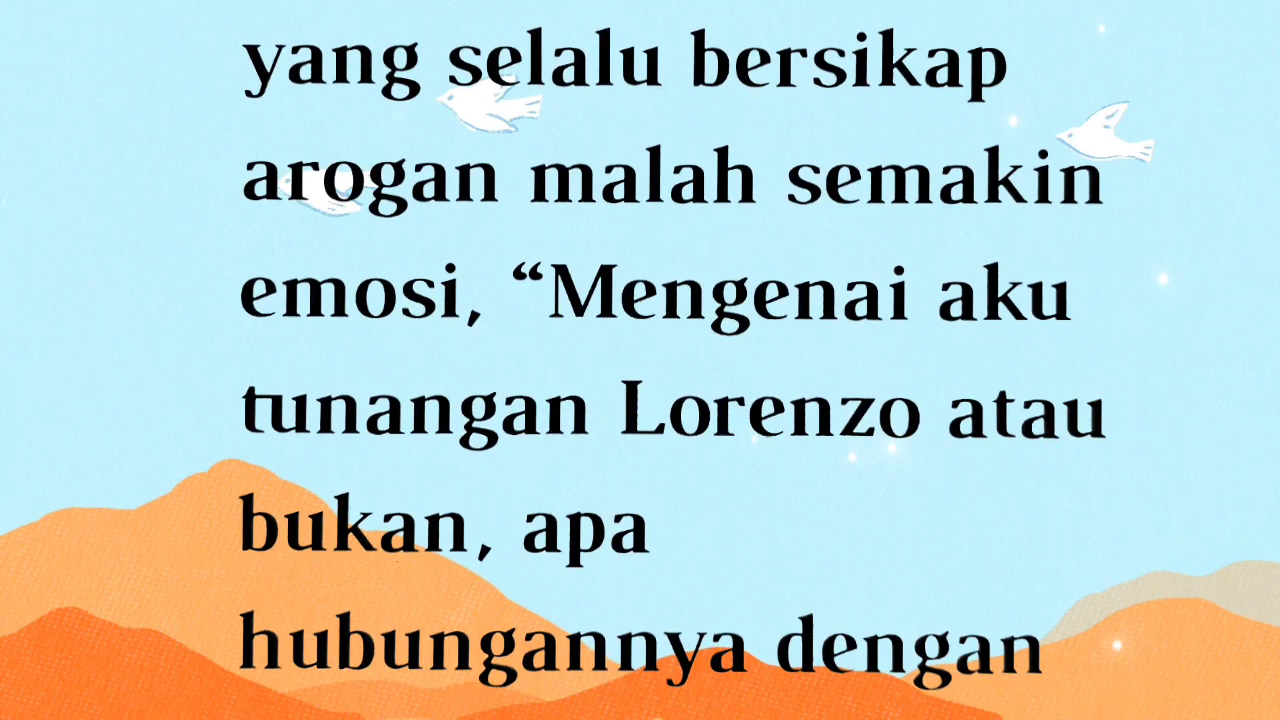 yang selalu bersikap
arogan malah semakin
emosi, “Mengenai aku
tunangan Lorenzo atau
bukan, apa
hubungannya dengan